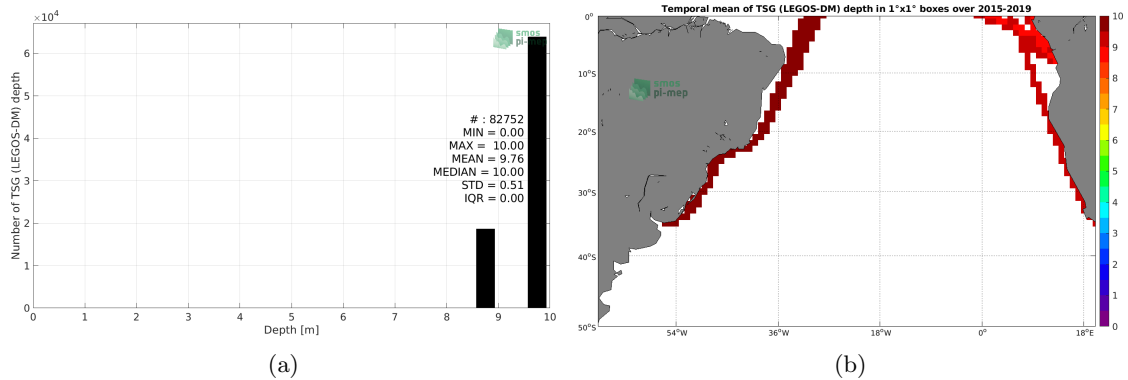 ×10⁴
6
5
4
3
2
1
0
Number of TSG (LEGOS-DM) depth
smos
pi-mep
# : 82752
MIN = 0.00
MAX = 10.00
MEAN = 9.76
MEDIAN = 10.00
STD = 0.51
IQR = 0.00
0 1 2 3 4 5 6 7 8 9 10
Depth [m]
(a)
Temporal mean of TSG (LEGOS-DM) depth in 1°x1° boxes over 2015-2019
0°
10°S
20°S
30°S
40°S
50°S
smos
pi-mep
54°W 36°W 18°W 0° 18°E
10
9
8
7
6
5
4
3
2
1
0
(b)